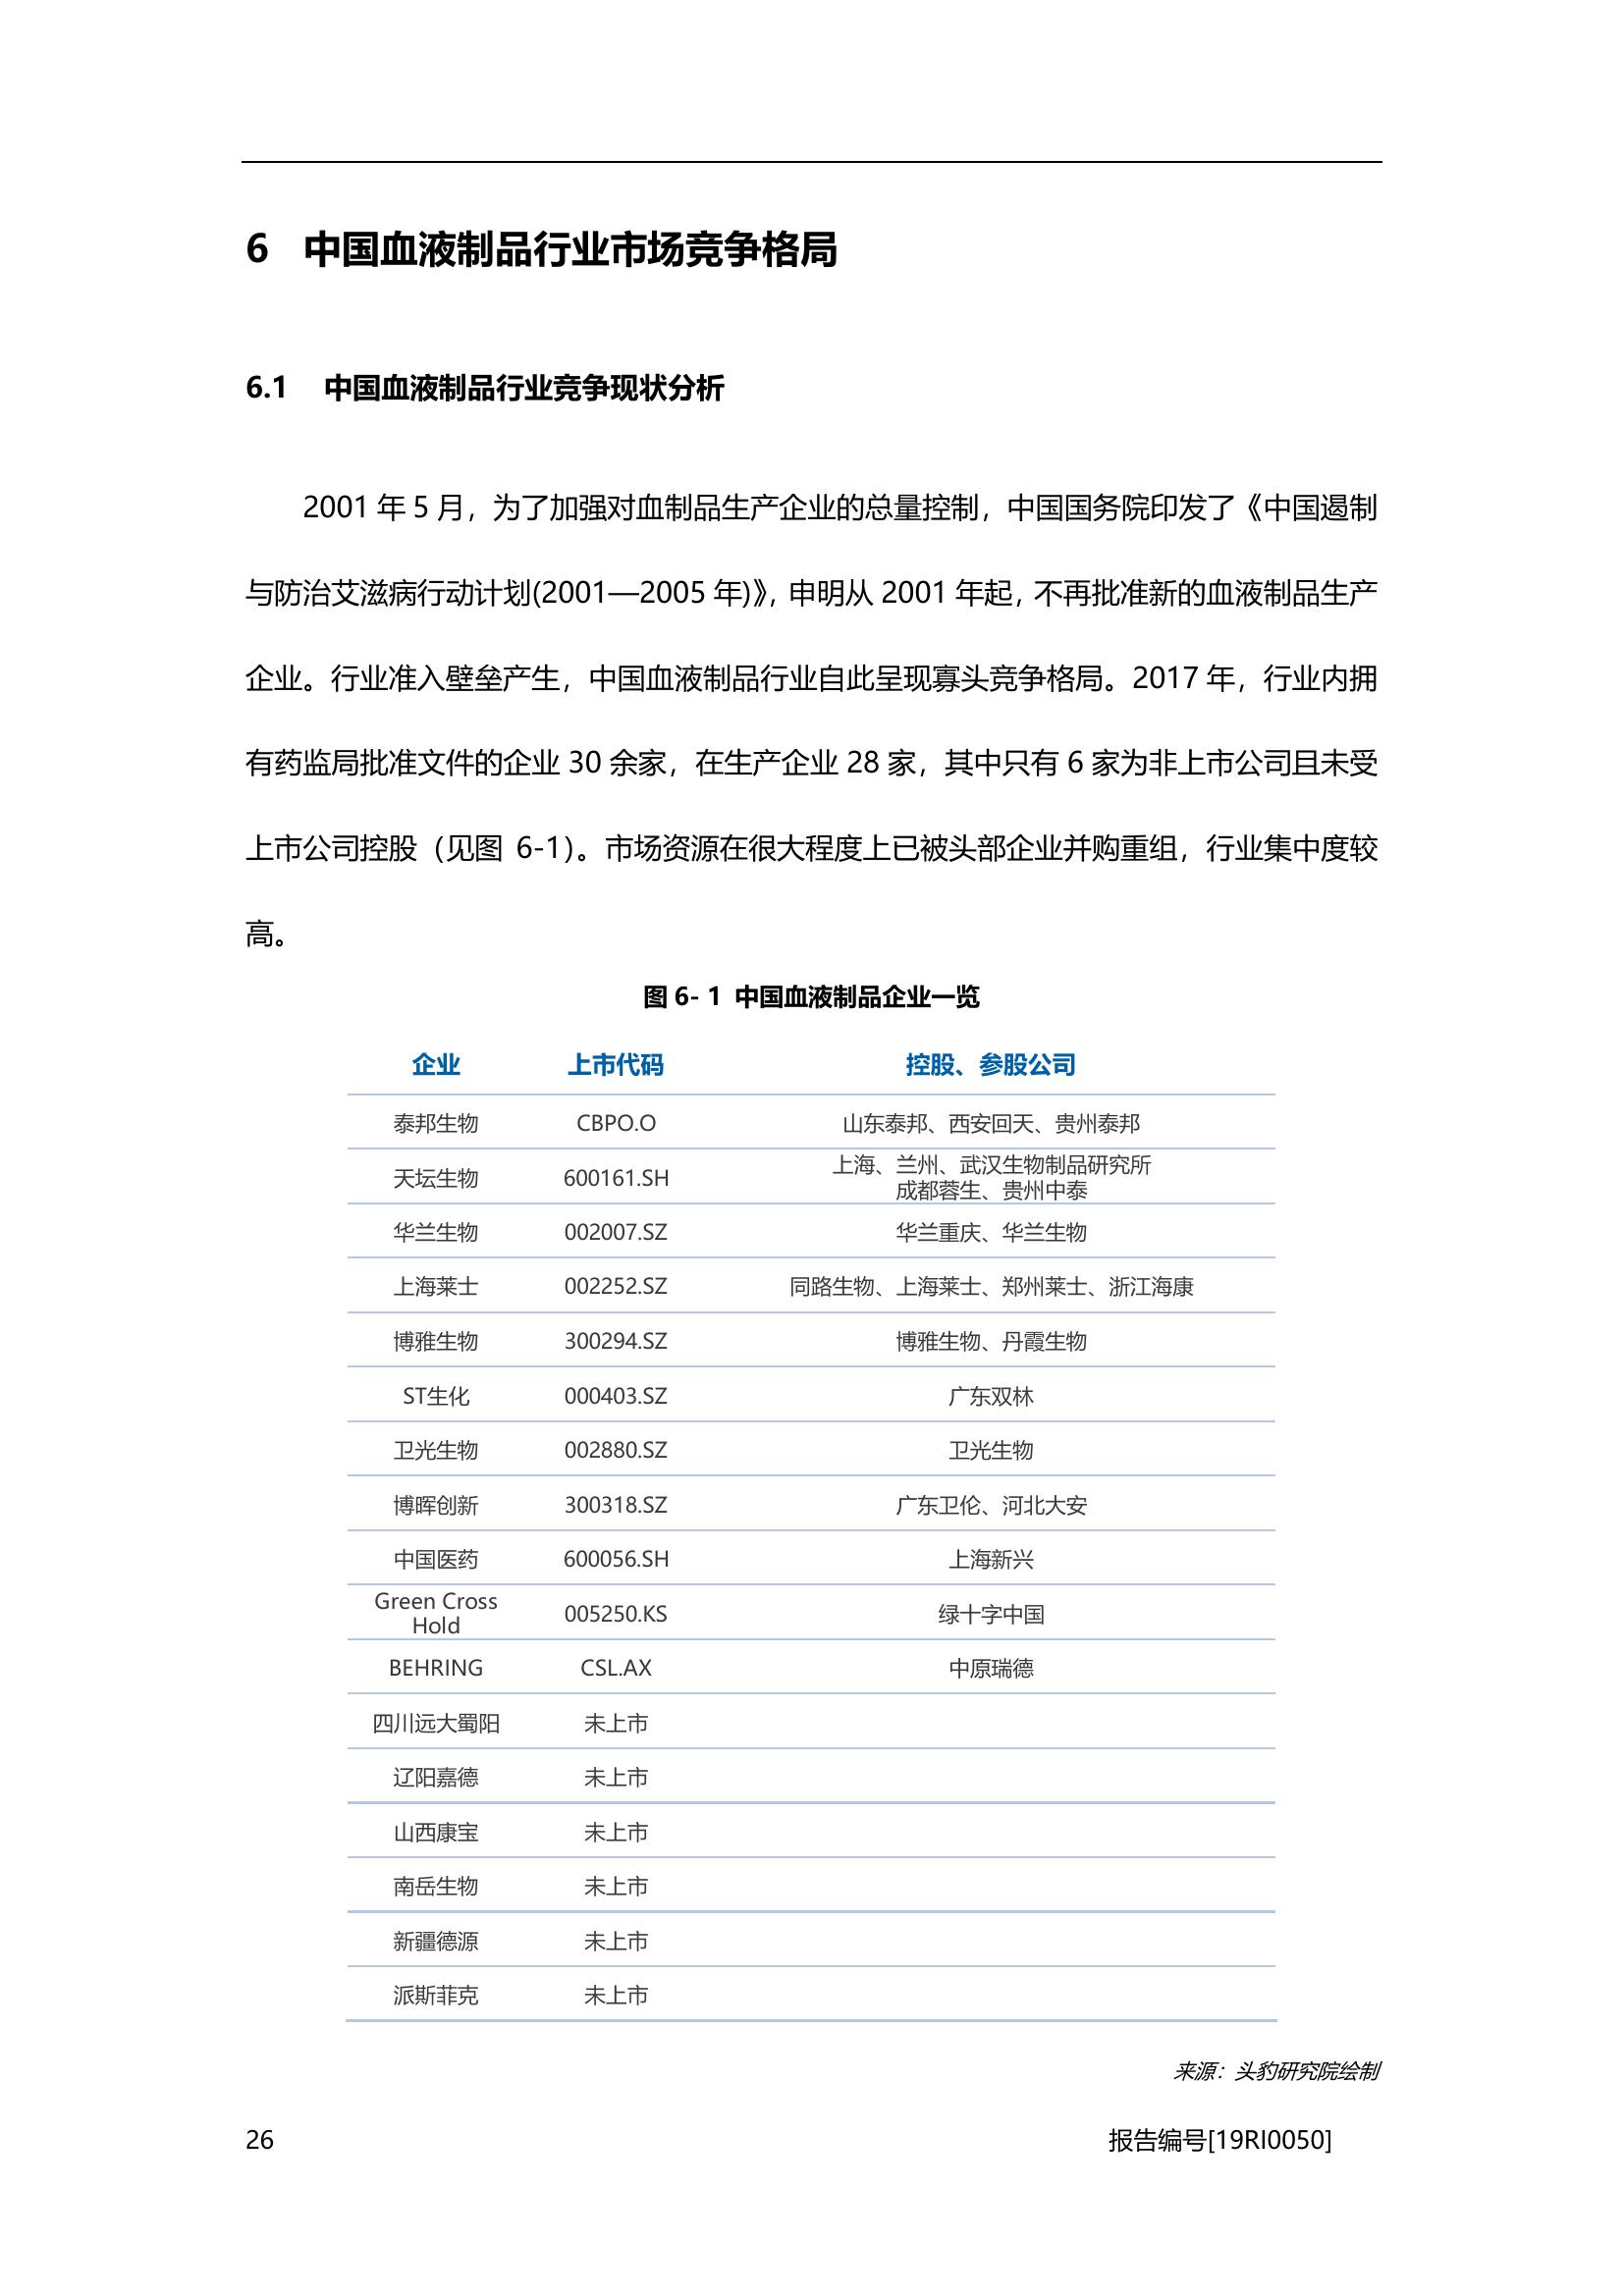 6 中国血液制品行业市场竞争格局
6.1 中国血液制品行业竞争现状分析
2001 年 5 月，为了加强对血制品生产企业的总量控制，中国国务院印发了《中国遏制
与防治艾滋病行动计划(2001—2005 年)》，申明从 2001 年起，不再批准新的血液制品生产
企业。行业准入壁垒产生，中国血液制品行业自此呈现寡头竞争格局。2017 年，行业内拥
有药监局批准文件的企业 30 余家，在生产企业 28 家，其中只有 6 家为非上市公司且未受
上市公司控股（见图 6-1）。市场资源在很大程度上已被头部企业并购重组，行业集中度较
高。
图 6- 1 中国血液制品企业一览
企业 上市代码 控股、参股公司
泰邦生物 CBPO.O 山东泰邦、西安回天、贵州泰邦
天坛生物 600161.SH 上海、兰州、武汉生物制品研究所
成都蓉生、贵州中泰
华兰生物 002007.SZ 华兰重庆、华兰生物
上海莱士 002252.SZ 同路生物、上海莱士、郑州莱士、浙江海康
博雅生物 300294.SZ 博雅生物、丹霞生物
ST生化 000403.SZ 广东双林
卫光生物 002880.SZ 卫光生物
博晖创新 300318.SZ 广东卫伦、河北大安
中国医药 600056.SH 上海新兴
Green Cross
Hold 005250.KS 绿十字中国
BEHRING CSL.AX 中原瑞德
四川远大蜀阳 未上市
辽阳嘉德 未上市
山西康宝 未上市
南岳生物 未上市
新疆德源 未上市
派斯菲克 未上市
来源：头豹研究院绘制
26 报告编号[19RI0050]